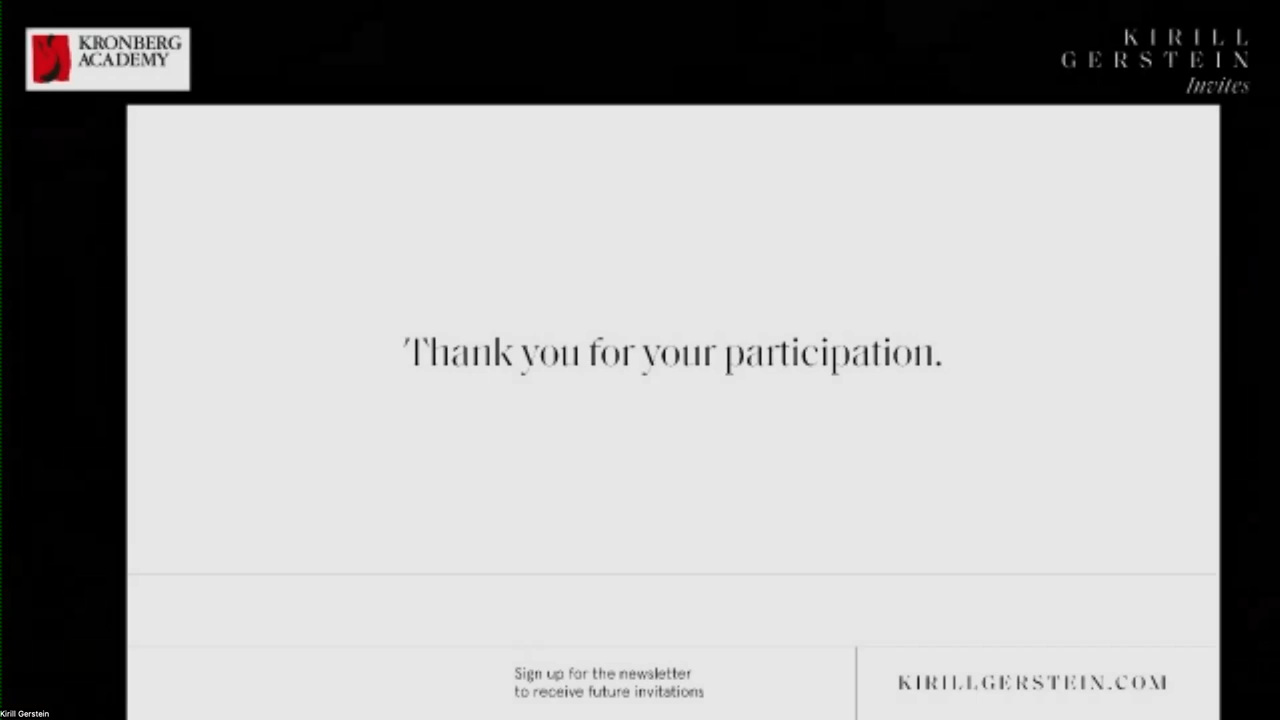 KRONBERG
ACADEMY
KIRILL
GERSTEIN
Invites
Thank you for your participation.
Sign up for the newsletter
to receive future invitations
KIRILLGERSTEIN.COM
Kirill Gerstein